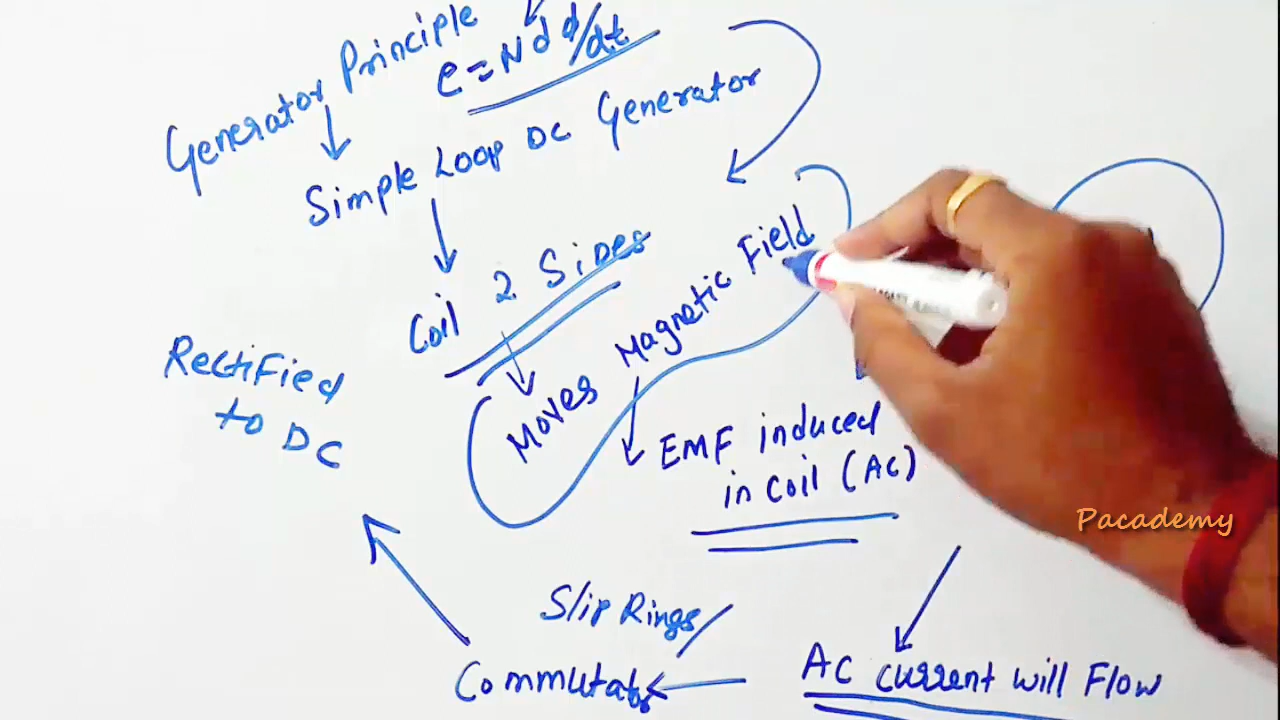 Generator Principle
e=Nd d/dt
Simple Loop DC Generator
Coil 2 Sides
Moves Magnetic Field
Rectified
to DC
EMF induced
in coil (AC)
Pacademy
Slip Rings
Commutator
AC current will Flow